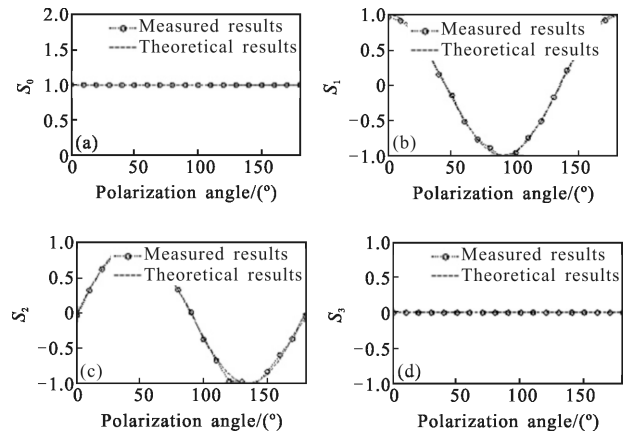 2.0
1.5
1.0
0.5
0
S0
Measured results
Theoretical results
(a)
0 50 100 150
Polarization angle/(°)
1.0
0.5
0
−0.5
−1.0
S1
Measured results
Theoretical results
(b)
0 50 100 150
Polarization angle/(°)
1.0
0.5
0
−0.5
−1.0
S2
Measured results
Theoretical results
(c)
0 50 100 150
Polarization angle/(°)
1.0
0.5
0
−0.5
−1.0
S3
Measured results
Theoretical results
(d)
0 50 100 150
Polarization angle/(°)